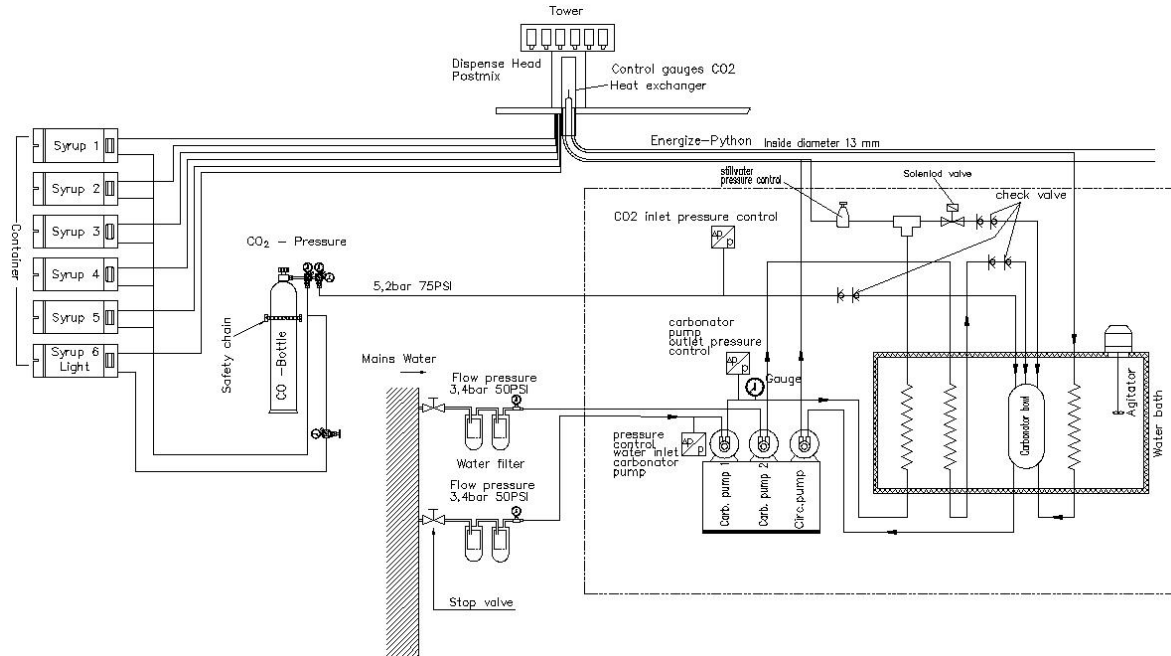 Tower
Dispense Head
Postmix
Control gauges CO2
Heat exchanger
Energize-Python
Inside diameter 13 mm
Container
Syrup 1
Syrup 2
Syrup 3
Syrup 4
Syrup 5
Syrup 6
Light
CO₂ – Pressure
5,2bar 75PSI
Safety chain
CO -Bottle
stillwater
pressure control
Solenlod valve
check valve
CO2 inlet pressure control
Δp
p
carbonator
pump
outlet pressure
control
Δp
p
Gauge
Mains Water
Flow pressure
3,4bar 50PSI
Water filter
Flow pressure
3,4bar 50PSI
Stop valve
pressure
control
water inlet
carbonator
pump
Δp
p
Carb. pump 1
Carb. pump 2
Circ.pump
Carbonator bowl
Agitator
Water bath